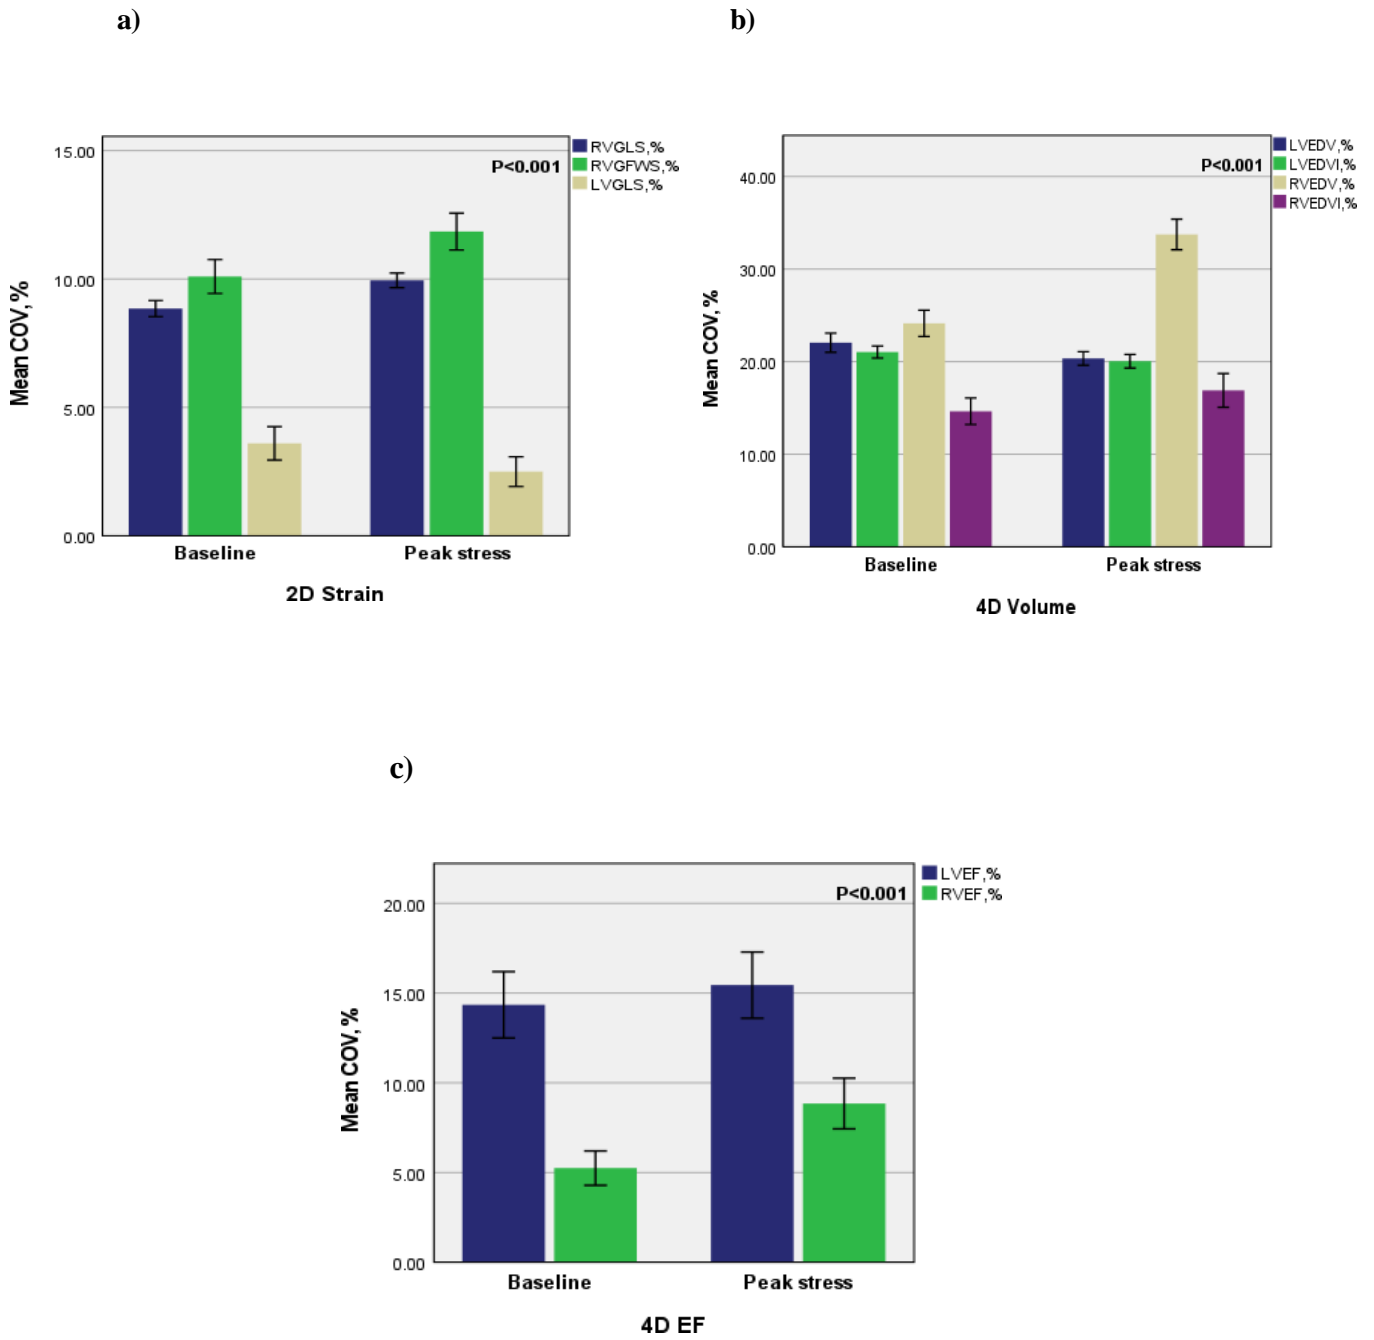 a)
15.00
10.00
5.00
0.00
Mean COV, %
P<0.001
RVGLS,%
RVGFWS,%
LVGLS,%
Baseline
Peak stress
2D Strain
b)
40.00
30.00
20.00
10.00
0.00
Mean COV, %
P<0.001
LVEDV,%
LVEDVI,%
RVEDV,%
RVEDVI,%
Baseline
Peak stress
4D Volume
c)
20.00
15.00
10.00
5.00
0.00
Mean COV, %
P<0.001
LVEF,%
RVEF,%
Baseline
Peak stress
4D EF